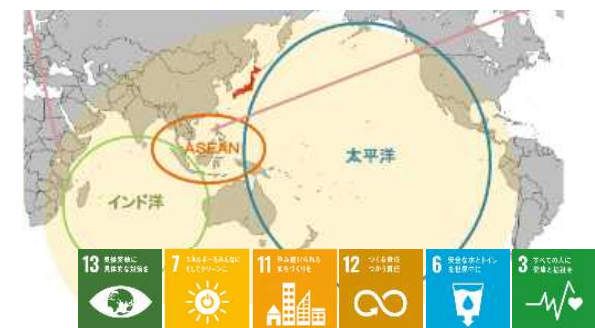 ASEAN
太平洋
インド洋
13 気候変動に
具体的な対策を
7 エネルギーをみんなに
そしてクリーンに
11 住み続けられる
まちづくりを
12 つくる責任
つかう責任
6 安全な水とトイレ
を世界中に
3 すべての人に
健康と福祉を